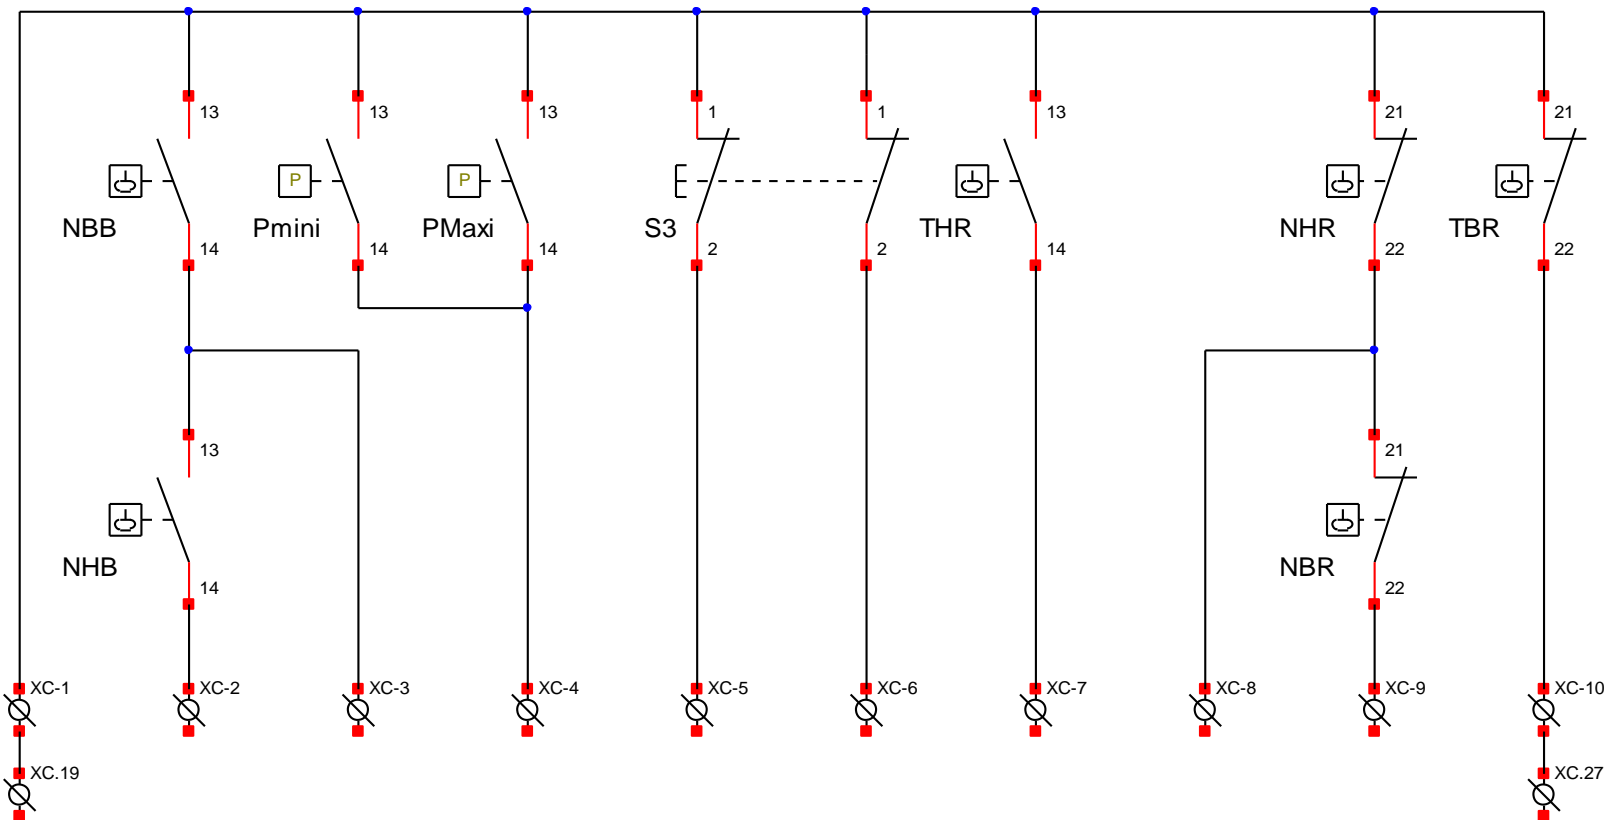 13 13 13 1 1 13 21 21
P P
NBB Pmini PMaxi S3 THR NHR TBR
14 14 14 2 2 14 22 22
13 21
NHB NBR
14 22
XC-1 XC-2 XC-3 XC-4 XC-5 XC-6 XC-7 XC-8 XC-9 XC-10
XC.19 XC.27